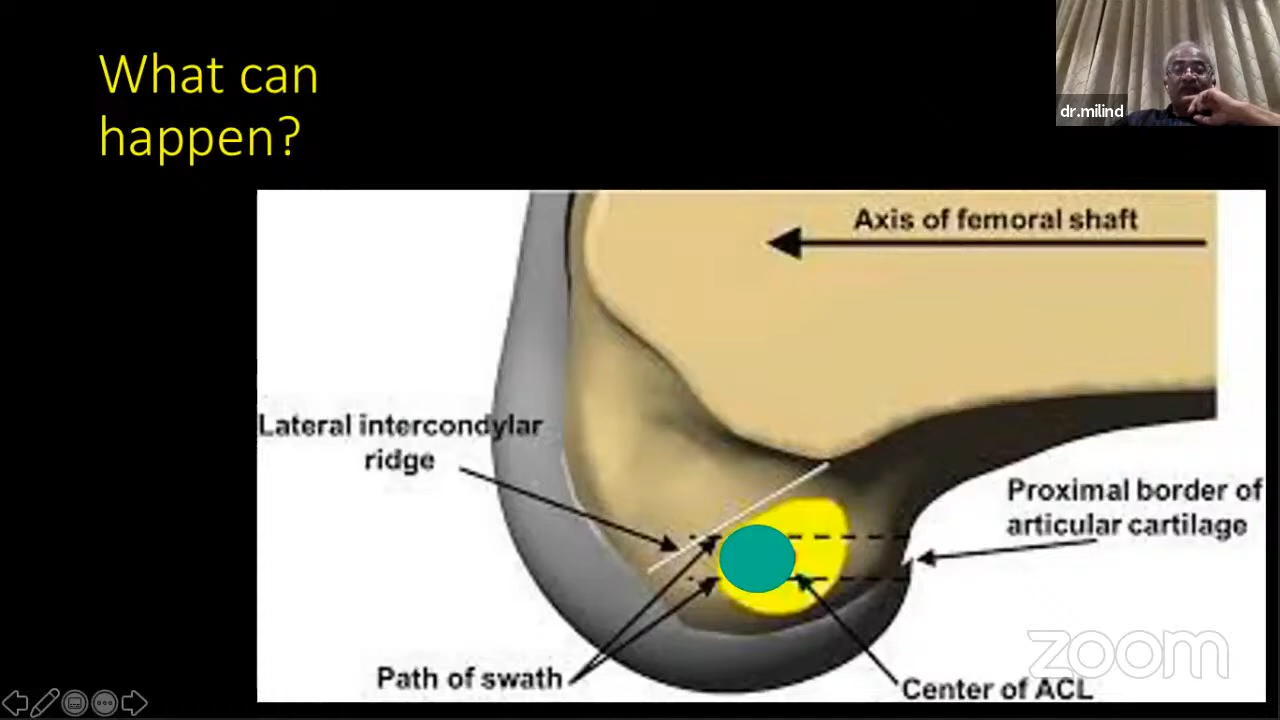 What can
happen?
dr.milind
Axis of femoral shaft
Lateral intercondylar
ridge
Proximal border of
articular cartilage
Path of swath
Center of ACL
zoom